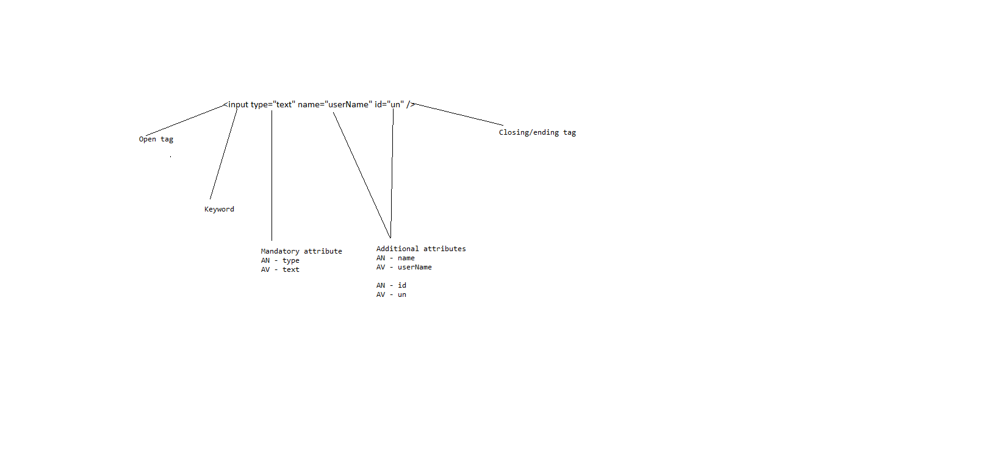 <input type="text" name="userName" id="un" />
Open tag
Closing/ending tag
Keyword
Mandatory attribute
AN - type
AV - text
Additional attributes
AN - name
AV - userName
AN - id
AV - un